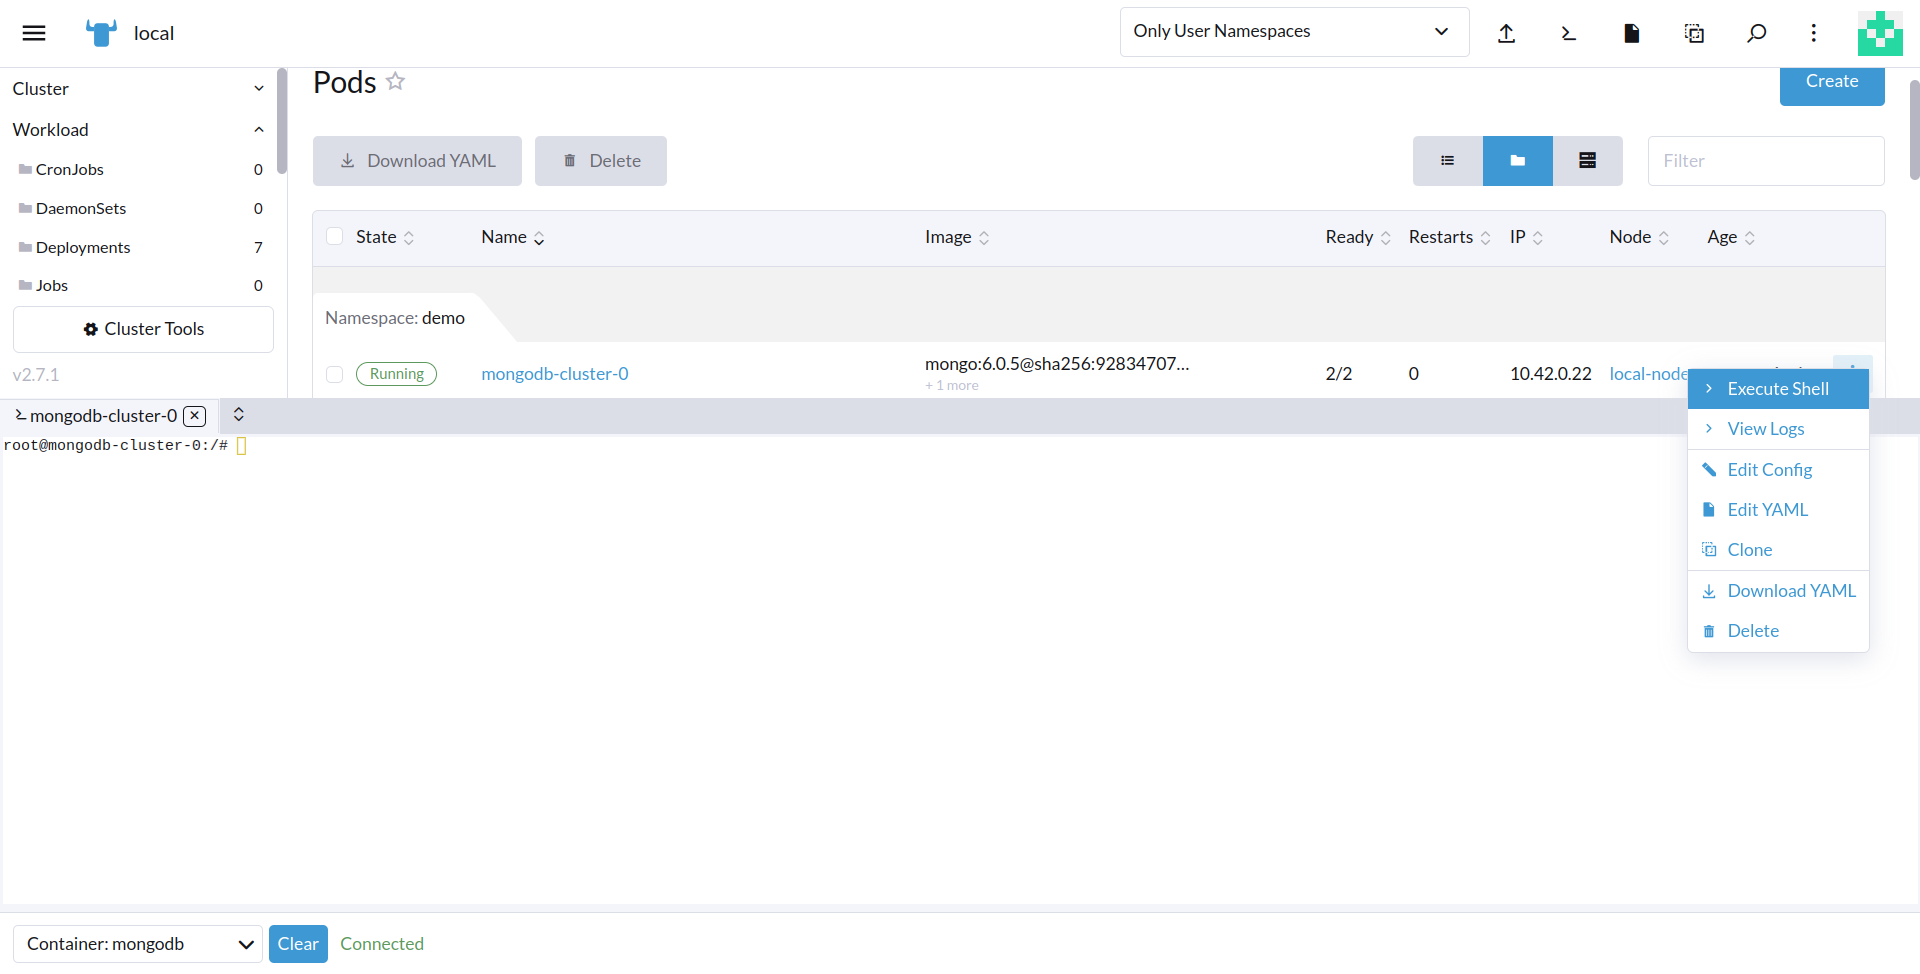 local
Only User Namespaces
Cluster
Workload
CronJobs 0
DaemonSets 0
Deployments 7
Jobs 0
Cluster Tools
v2.7.1
Pods
Create
Download YAML
Delete
Filter
State Name Image Ready Restarts IP Node Age
Namespace: demo
Running mongodb-cluster-0 mongo:6.0.5@sha256:92834707... 2/2 0 10.42.0.22 local-node
+ 1 more
mongodb-cluster-0
root@mongodb-cluster-0:/#
Execute Shell
View Logs
Edit Config
Edit YAML
Clone
Download YAML
Delete
Container: mongodb
Clear
Connected